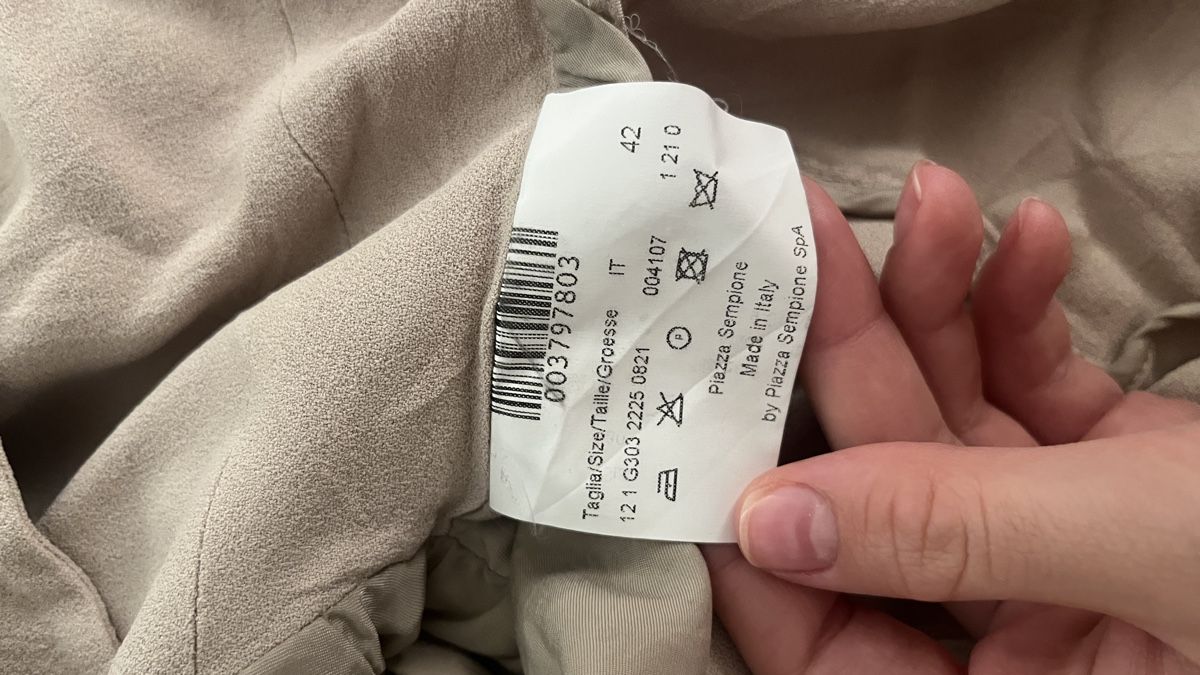 003797803
Taglia/Size/Taille/Groesse IT 42
12 1 G303 2225 0821 004107 1 21 0
P
Piazza Sempione
Made in Italy
by Piazza Sempione SpA